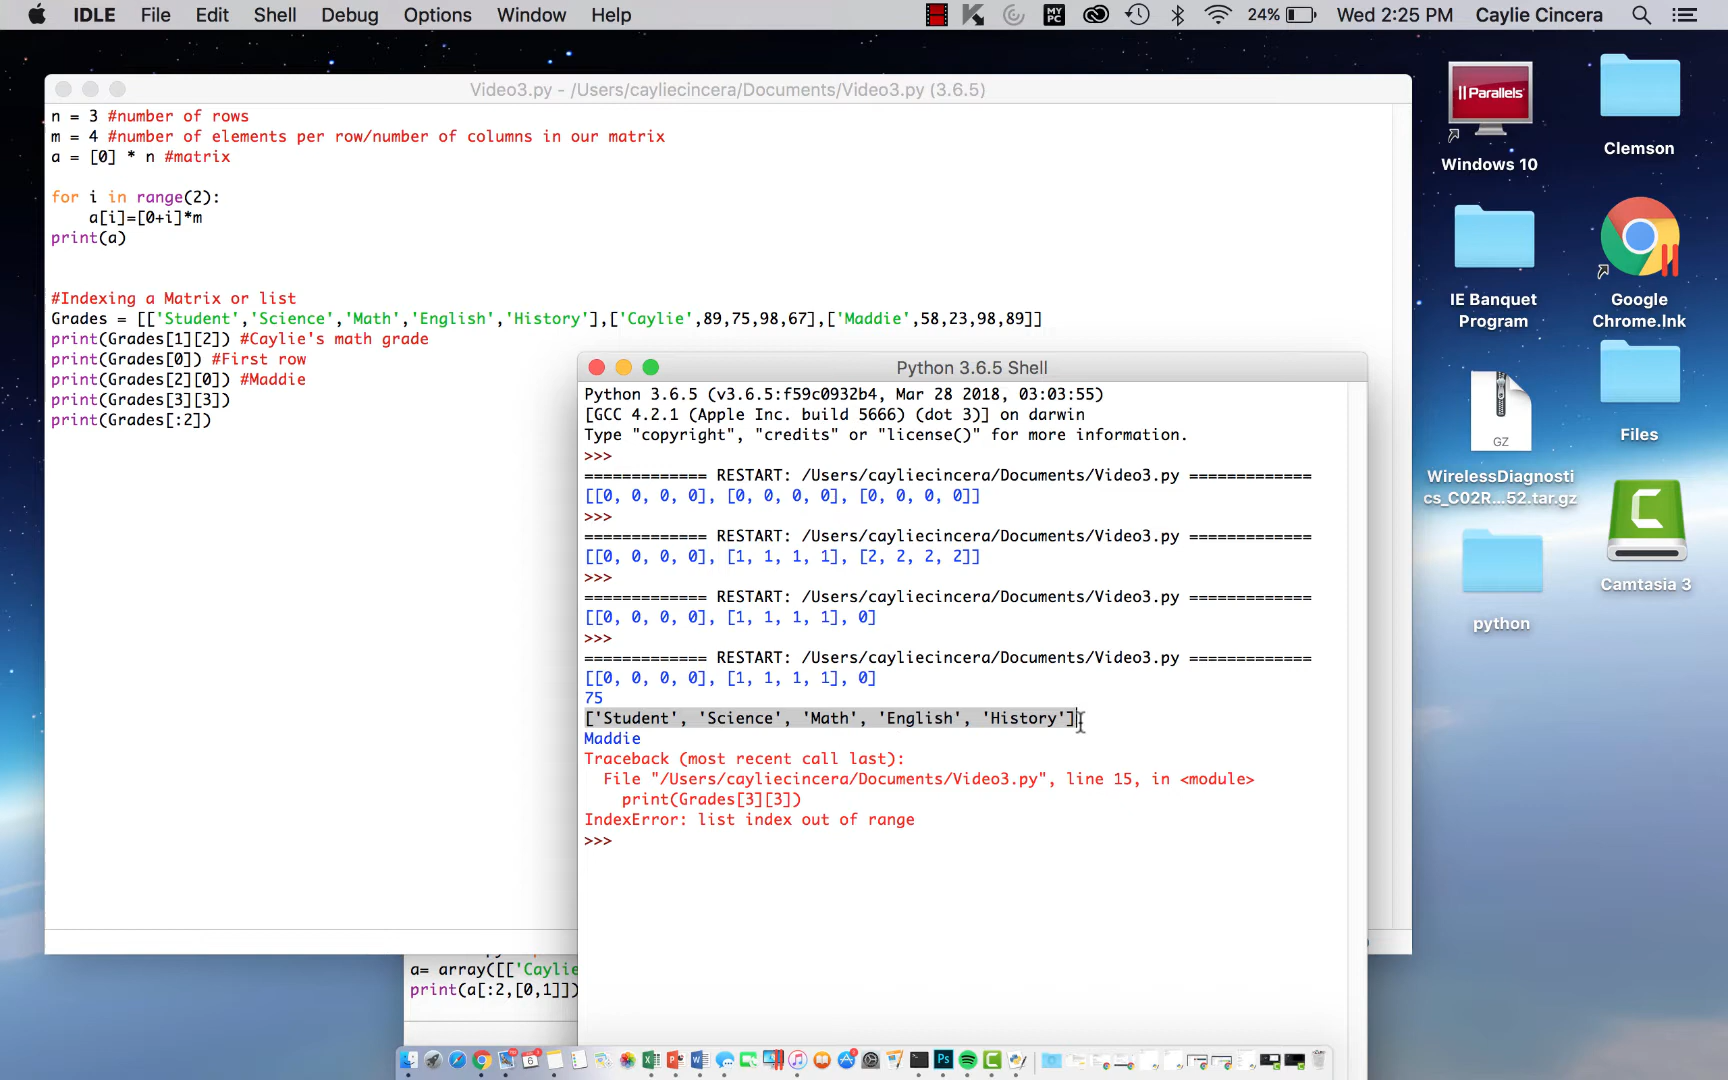 IDLE File Edit Shell Debug Options Window Help MY PC 24% Wed 2:25 PM Caylie Cincera
Video3.py - /Users/cayliecincera/Documents/Video3.py (3.6.5)
n = 3 #number of rows
m = 4 #number of elements per row/number of columns in our matrix
a = [0] * n #matrix
for i in range(2):
    a[i]=[0+i]*m
print(a)
#Indexing a Matrix or list
Grades = [['Student','Science','Math','English','History'],['Caylie',89,75,98,67],['Maddie',58,23,98,89]]
print(Grades[1][2]) #Caylie's math grade
print(Grades[0]) #First row
print(Grades[2][0]) #Maddie
print(Grades[3][3])
print(Grades[:2])
a= array([['Caylie
print(a[:2,[0,1]])
Python 3.6.5 Shell
Python 3.6.5 (v3.6.5:f59c0932b4, Mar 28 2018, 03:03:55)
[GCC 4.2.1 (Apple Inc. build 5666) (dot 3)] on darwin
Type "copyright", "credits" or "license()" for more information.
>>>
============= RESTART: /Users/cayliecincera/Documents/Video3.py =============
[[0, 0, 0, 0], [0, 0, 0, 0], [0, 0, 0, 0]]
>>>
============= RESTART: /Users/cayliecincera/Documents/Video3.py =============
[[0, 0, 0, 0], [1, 1, 1, 1], [2, 2, 2, 2]]
>>>
============= RESTART: /Users/cayliecincera/Documents/Video3.py =============
[[0, 0, 0, 0], [1, 1, 1, 1], 0]
>>>
============= RESTART: /Users/cayliecincera/Documents/Video3.py =============
[[0, 0, 0, 0], [1, 1, 1, 1], 0]
75
['Student', 'Science', 'Math', 'English', 'History']
Maddie
Traceback (most recent call last):
  File "/Users/cayliecincera/Documents/Video3.py", line 15, in <module>
    print(Grades[3][3])
IndexError: list index out of range
>>>
Parallels
Windows 10
Clemson
IE Banquet
Program
Google
Chrome.lnk
GZ
WirelessDiagnosti
cs_C02R...52.tar.gz
Files
C
Camtasia 3
python
Ps